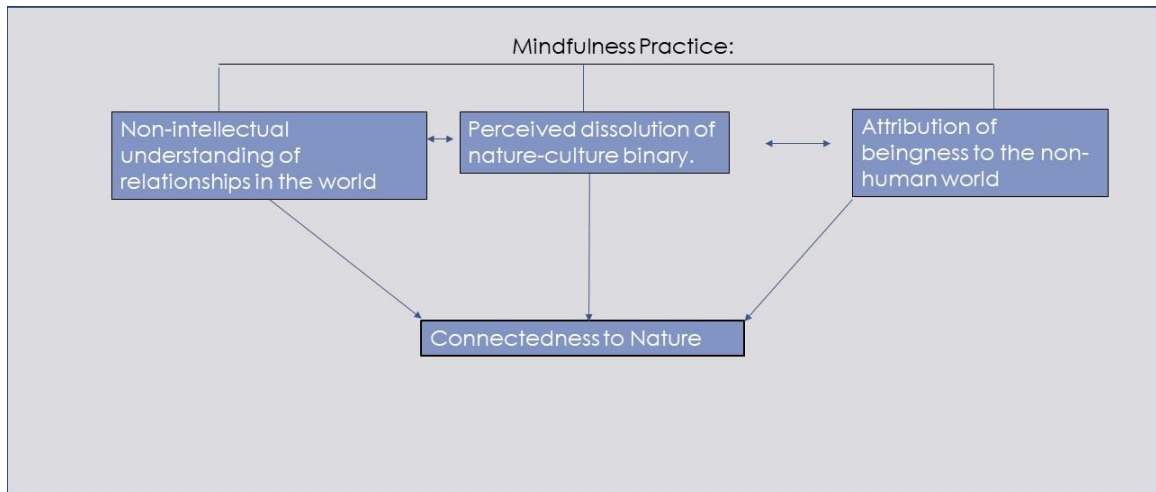 Mindfulness Practice:
Non-intellectual
understanding of
relationships in the world
Perceived dissolution of
nature-culture binary.
Attribution of
beingness to the non-
human world
Connectedness to Nature